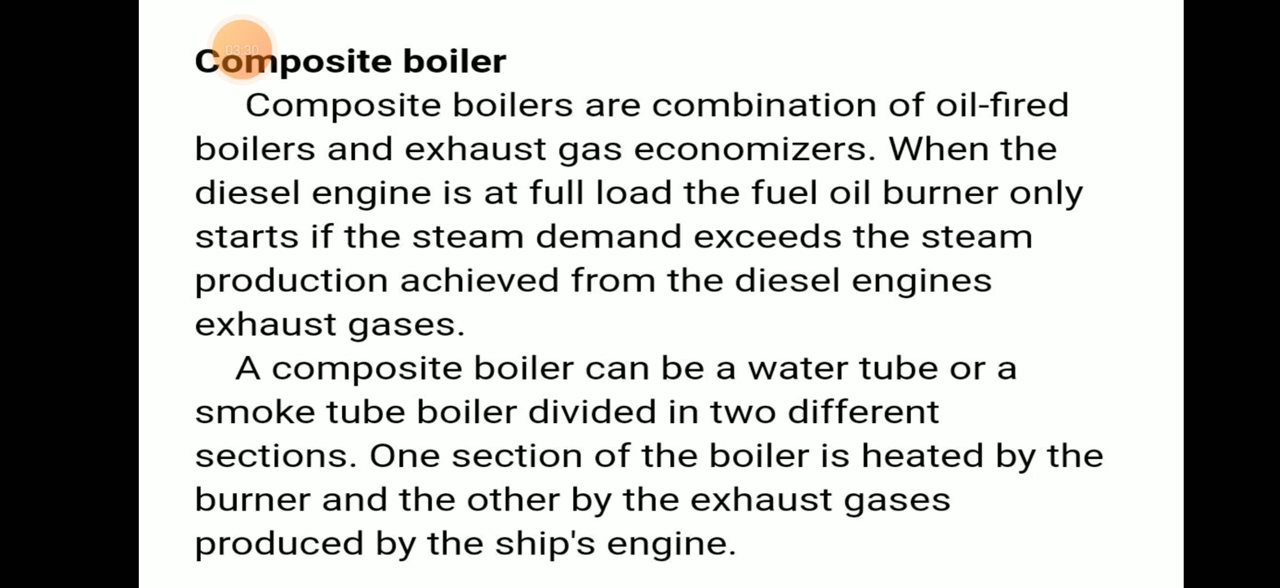 Composite boiler
03:30
Composite boilers are combination of oil-fired
boilers and exhaust gas economizers. When the
diesel engine is at full load the fuel oil burner only
starts if the steam demand exceeds the steam
production achieved from the diesel engines
exhaust gases.
A composite boiler can be a water tube or a
smoke tube boiler divided in two different
sections. One section of the boiler is heated by the
burner and the other by the exhaust gases
produced by the ship's engine.